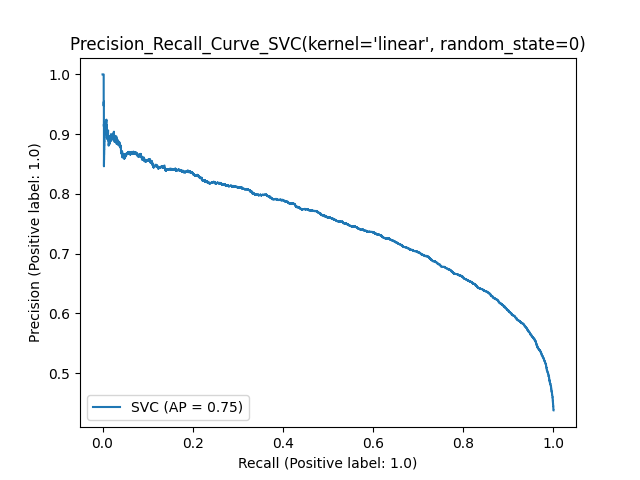 Precision_Recall_Curve_SVC(kernel='linear', random_state=0)
1.0
0.9
0.8
0.7
0.6
0.5
Precision (Positive label: 1.0)
SVC (AP = 0.75)
0.0 0.2 0.4 0.6 0.8 1.0
Recall (Positive label: 1.0)